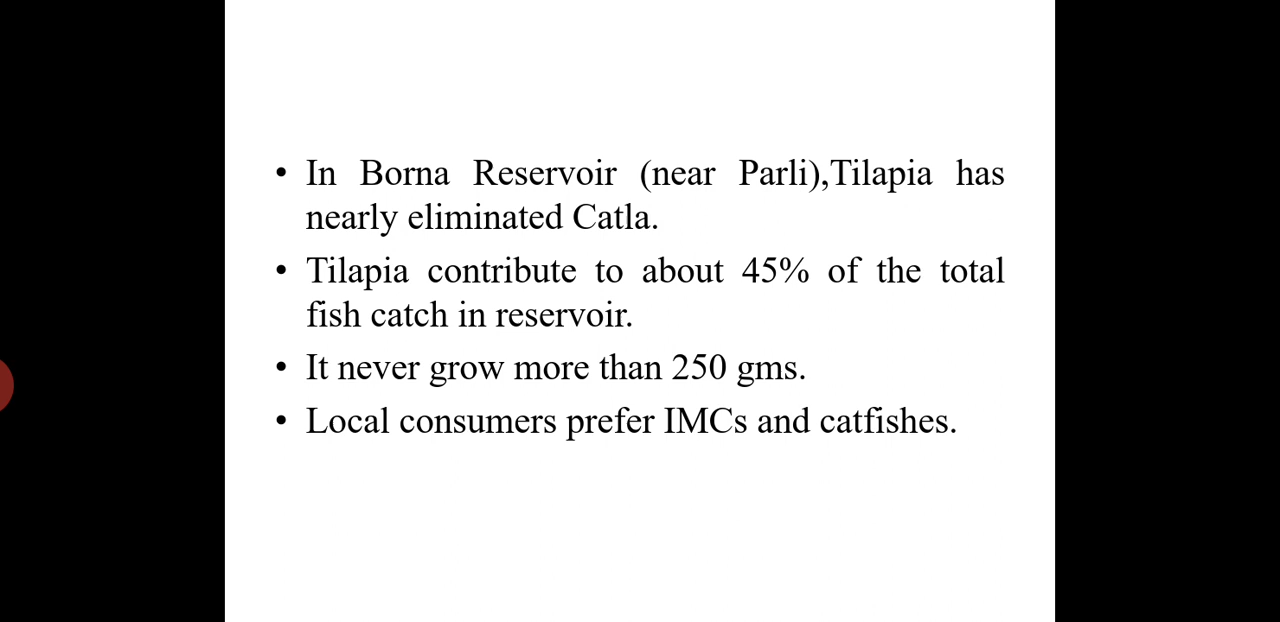 • In Borna Reservoir (near Parli),Tilapia has
nearly eliminated Catla.
• Tilapia contribute to about 45% of the total
fish catch in reservoir.
• It never grow more than 250 gms.
• Local consumers prefer IMCs and catfishes.